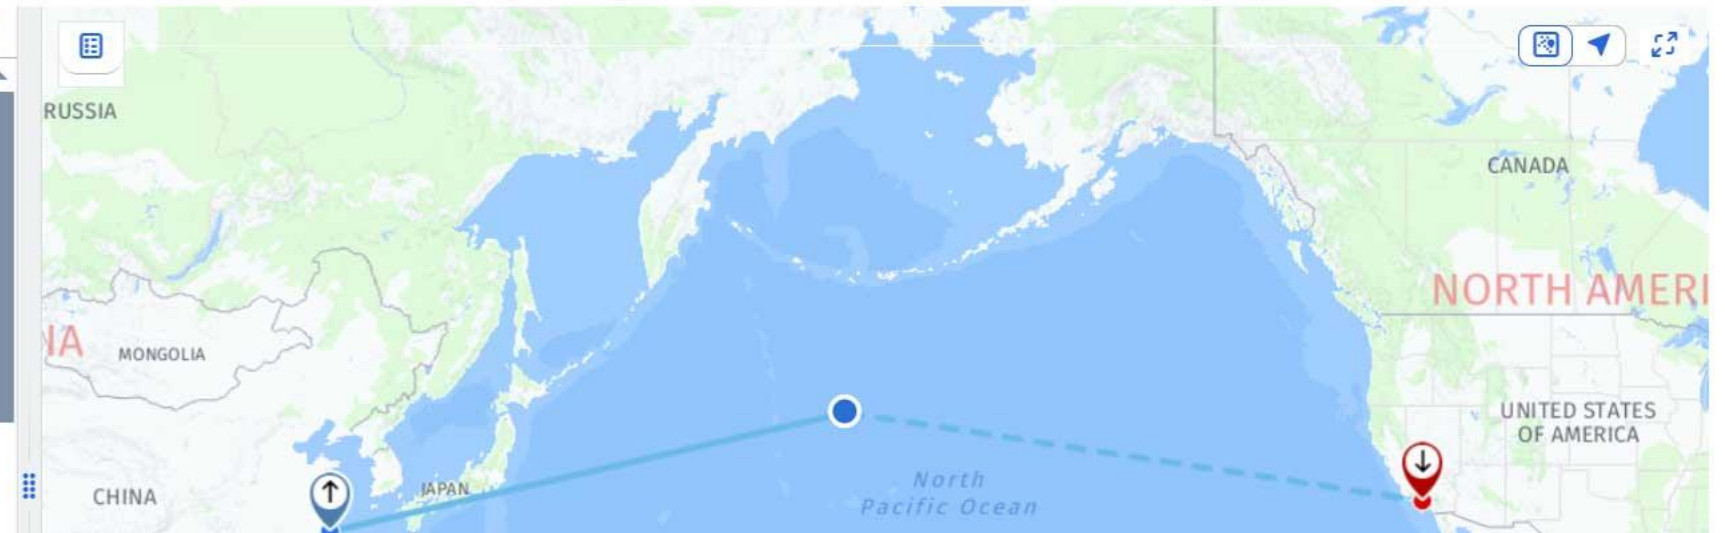 RUSSIA
CANADA
NORTH AMERI
IA
MONGOLIA
UNITED STATES
OF AMERICA
North
Pacific Ocean
CHINA
JAPAN